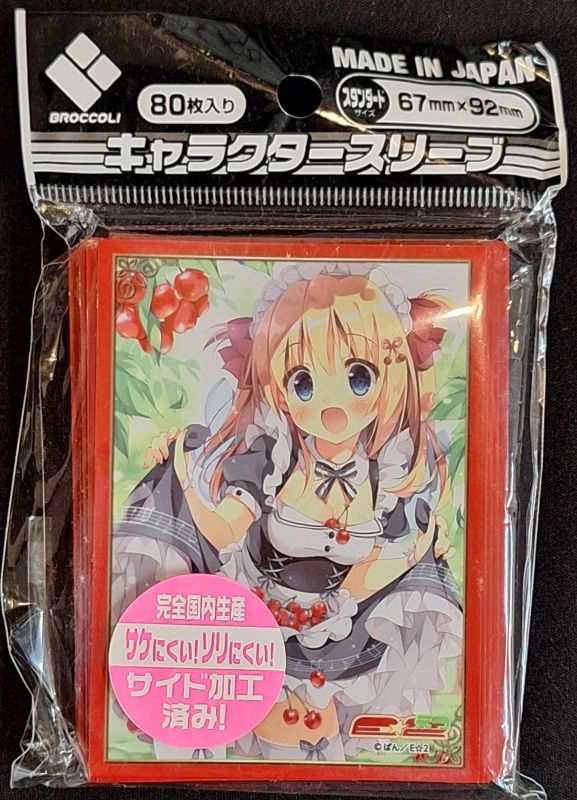 MADE IN JAPAN
BROCCOLI
80枚入り
スタンダード
サイズ
67mm×92mm
キャラクタースリーブ
完全国内生産
サケにくい!ソリにくい!
サイド加工
済み!
E☆2
©ぱん/E☆2